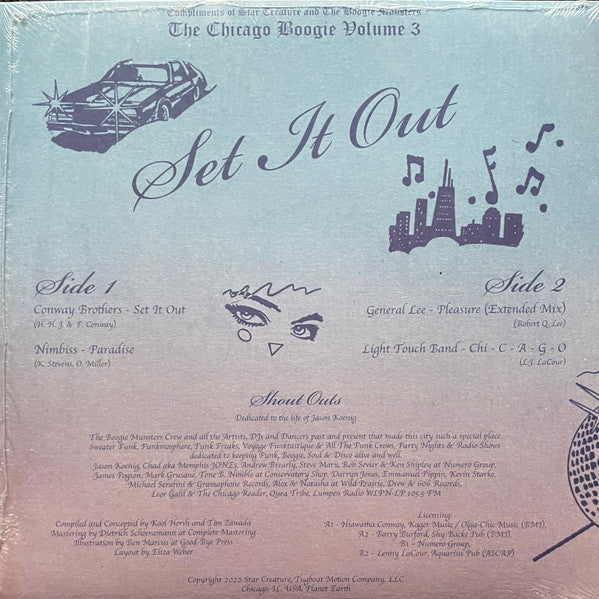 Compliments of Star Creature and The Boogie Munsters
The Chicago Boogie Volume 3
Set It Out
Side 1
Conway Brothers - Set It Out
(H. H. J. & F. Conway)
Nimbiss - Paradise
(K. Stevens, O. Miller)
Side 2
General Lee - Pleasure (Extended Mix)
(Robert Q. Lee)
Light Touch Band - Chi - C - A - G - O
(L.J. LaCour)
Shout Outs
Dedicated to the life of Jason Koenig
The Boogie Munsters Crew and all the Artists, DJs and Dancers past and present that made this city such a special place.
Sweater Funk, Funkmosphere, Funk Freaks, Voyage Funktastique & All The Funk Crews, Party Nights & Radio Shows
dedicated to keeping Funk, Boogie, Soul & Disco alive and well.
Jason Koenig, Chad aka Memphis JONEs, Andrew Brearly, Steve Marx, Rob Sevier & Ken Shipley at Numero Group,
James Pogson, Mark Grusane, Tone B. Nimble at Conservatory Shop, Darryn Jones, Emmanuel Pippin, Kevin Starke,
Michael Serafini & Gramaphone Records, Alex & Natasha at Wild Prairie, Drew & 606 Records,
Leor Galil & The Chicago Reader, Que4 Tribe, Lumpen Radio WLPN-LP 105.5 FM
Compiled and Concepted by Kool Hersh and Tim Zawada
Mastering by Dietrich Schoenemann at Complete Mastering
Illustration by Ben Marcus at Good Bye Press
Layout by Eliza Weber
Licensing:
A1 - Hiawatha Conway, Kager Music / Olga-Chic Music (BMI),
A2 - Barry Burford, Shy-Backe Pub (BMI),
B1 - Numero Group,
B2 - Lenny LaCour, Aquarius Pub (ASCAP)
Copyright 2022 Star Creature, Tugboat Motion Company, LLC
Chicago, IL, USA, Planet Earth